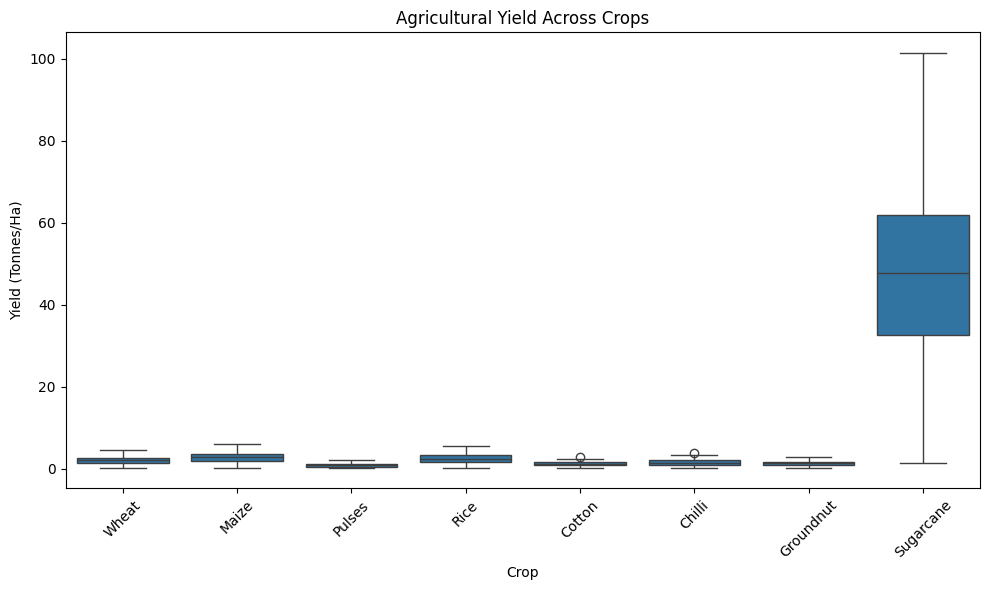 Agricultural Yield Across Crops
Yield (Tonnes/Ha)
100
80
60
40
20
0
Wheat
Maize
Pulses
Rice
Cotton
Chilli
Groundnut
Sugarcane
Crop